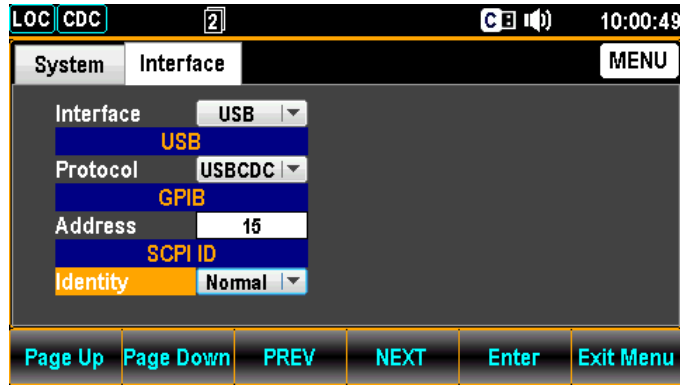 LOC CDC 2 C 10:00:49
System Interface MENU
Interface USB
USB
Protocol USBCDC
GPIB
Address 15
SCPI ID
Identity Normal
Page Up Page Down PREV NEXT Enter Exit Menu